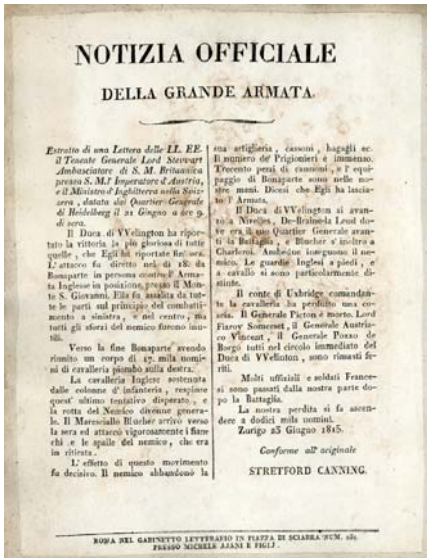 NOTIZIA OFFICIALE
DELLA GRANDE ARMATA.
Estratto di una Lettera delle LL. EE.
il Tenente Generale Lord Stewart
Ambasciatore di S. M. Britannica
presso S. M. l' Imperatore d'Austria,
e il Ministro d'Inghilterra nella Sviz-
zera, datata dal Quartier Generale
di Heidelberg il 21 Giugno a ore 9.
di sera.
Il Duca di VVelington ha ripor-
tato la vittoria la più gloriosa di tutte
quelle, che Egli ha riportate fin' ora.
L'attacco fu diretto nel dì 18. da
Bonaparte in persona contro l' Arma-
ta Inglese in posizione, presso il Mon-
te S. Giovanni. Ella fu assalita da tut-
te le parti sul principio del combatti-
mento a sinistra, e nel centro, ma
tutti gli sforzi del nemico furono inu-
tili.
Verso la fine Bonaparte avendo
riunito un corpo di 17. mila uomi-
ni di cavalleria piombò sulla destra.
La cavalleria Inglese sostenuta
dalle colonne d' infanteria, respinse
quest' ultimo tentativo disperato, e
la rotta del Nemico divenne genera-
le. Il Maresciallo Blucher arrivò verso
la sera ed attaccò vigorosamente i fian-
chi e le spalle del nemico, che era
in ritirata.
L' effetto di questo movimento
fu decisivo. Il nemico abbandonò la
sua artiglieria, cassoni, bagagli ec.
Il numero de' Prigionieri è immenso.
Trecento pezzi di cannoni, e l' equi-
paggio di Bonaparte sono nelle no-
stre mani. Dicesi che Egli ha lascia-
to l' Armata.
Il Duca di VVelington si avan-
zò a Nivelles, De-Braine-la Leud do-
ve era il suo Quartier Generale avan-
ti la Battaglia, e Blucher s' inoltrò a
Charleroi. Ambedue inseguono il ne-
mico. Le guardie Inglesi a piedi, e
a cavallo si sono particolarmente di-
stinte.
Il conte di Uxbridge comandan-
te la cavalleria ha perduto una co-
scia. Il Generale Picton è morto. Lord
Fizroy Somerset, il Generale Austria-
co Vincent, il Generale Pozzo de
Borgo tutti nel circolo immediato del
Duca di VVelinton, sono rimasti fe-
riti.
Molti uffiziali e soldati France-
si sono passati dalla nostra parte do-
po la Battaglia.
La nostra perdita si fa ascen-
dere a dodici mila uomini.
Zurigo 25 Giugno 1815.
Conforme all' originale
STRETFORD CANNING.
ROMA NEL GABINETTO LETTERARIO IN PIAZZA DI SCIARRA NUM.
PRESSO MICHELE AJANI E FIGLI.